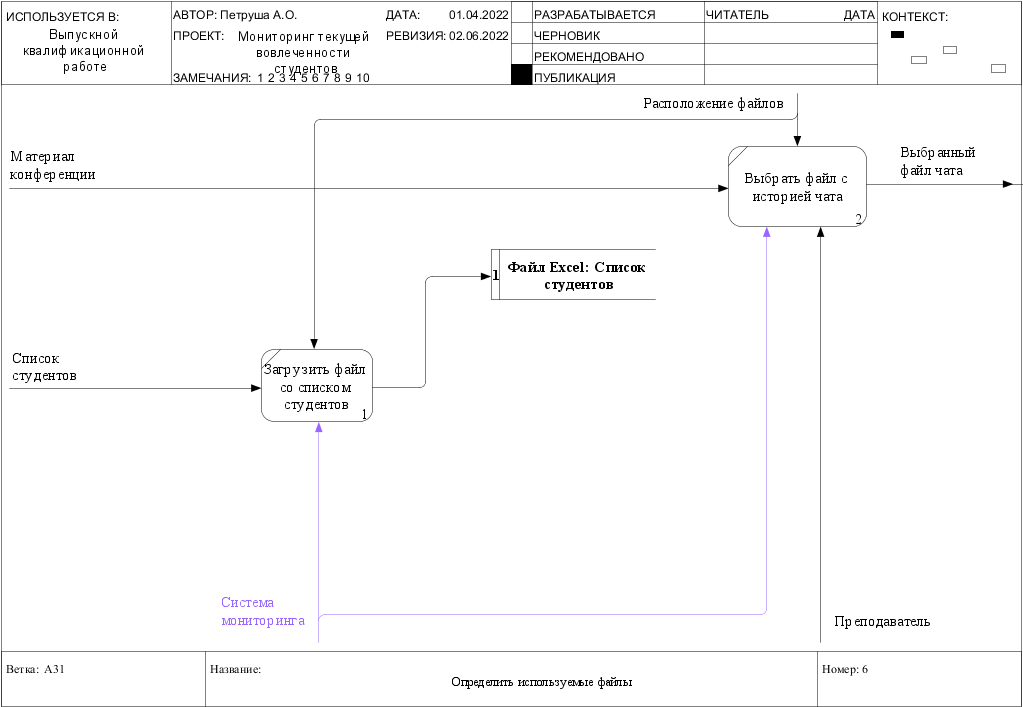 ИСПОЛЬЗУЕТСЯ В:
Выпускной
квалификационной
работе
АВТОР: Петруша А.О.
ДАТА: 01.04.2022
ПРОЕКТ: Мониторинг текущей
вовлеченности
студентов
РЕВИЗИЯ: 02.06.2022
ЗАМЕЧАНИЯ: 1 2 3 4 5 6 7 8 9 10
РАЗРАБАТЫВАЕТСЯ
ЧЕРНОВИК
РЕКОМЕНДОВАНО
ПУБЛИКАЦИЯ
ЧИТАТЕЛЬ ДАТА
КОНТЕКСТ:
Расположение файлов
Материал
конференции
Выбрать файл с
историей чата
2
Выбранный
файл чата
1 Файл Excel: Список
студентов
Список
студентов
Загрузить файл
со списком
студентов
1
Система
мониторинга
Преподаватель
Ветка: A31
Название:
Определить используемые файлы
Номер: 6